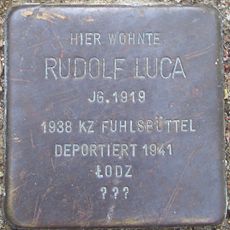 HIER WOHNTE
RUDOLF LUCA
JG. 1919
1938 KZ FUHLSBÜTTEL
DEPORTIERT 1941
ŁODZ
???